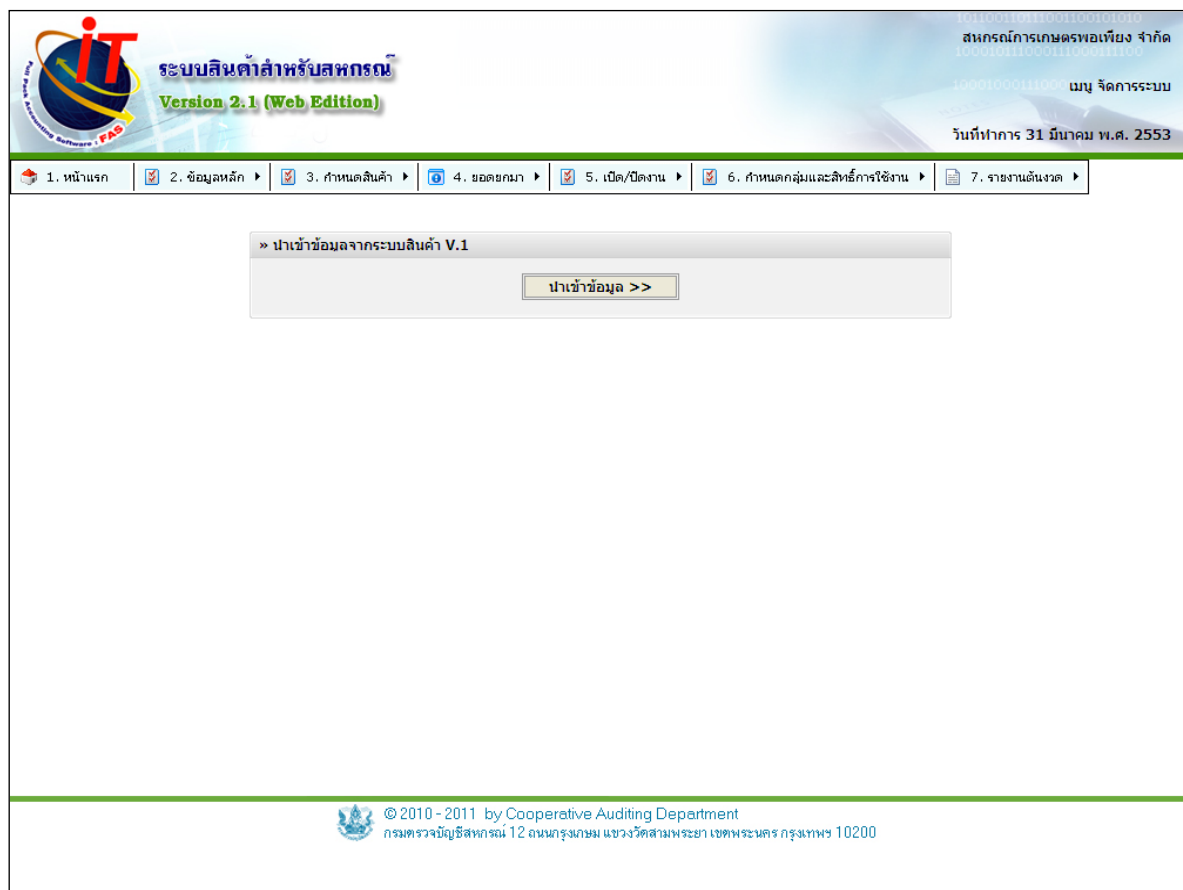 สหกรณ์การเกษตรพอเพียง จำกัด
iT
Full Pack Accounting Software : FAS
ระบบสินค้าสำหรับสหกรณ์
Version 2.1 (Web Edition)
เมนู จัดการระบบ
วันที่ทำการ 31 มีนาคม พ.ศ. 2553
1. หน้าแรก 2. ข้อมูลหลัก 3. กำหนดสินค้า 4. ยอดยกมา 5. เปิด/ปิดงาน 6. กำหนดกลุ่มและสิทธิ์การใช้งาน 7. รายงานต้นงวด
» นำเข้าข้อมูลจากระบบสินค้า V.1
นำเข้าข้อมูล >>
© 2010 - 2011 by Cooperative Auditing Department
กรมตรวจบัญชีสหกรณ์ 12 ถนนกรุงเกษม แขวงวัดสามพระยา เขตพระนคร กรุงเทพฯ 10200